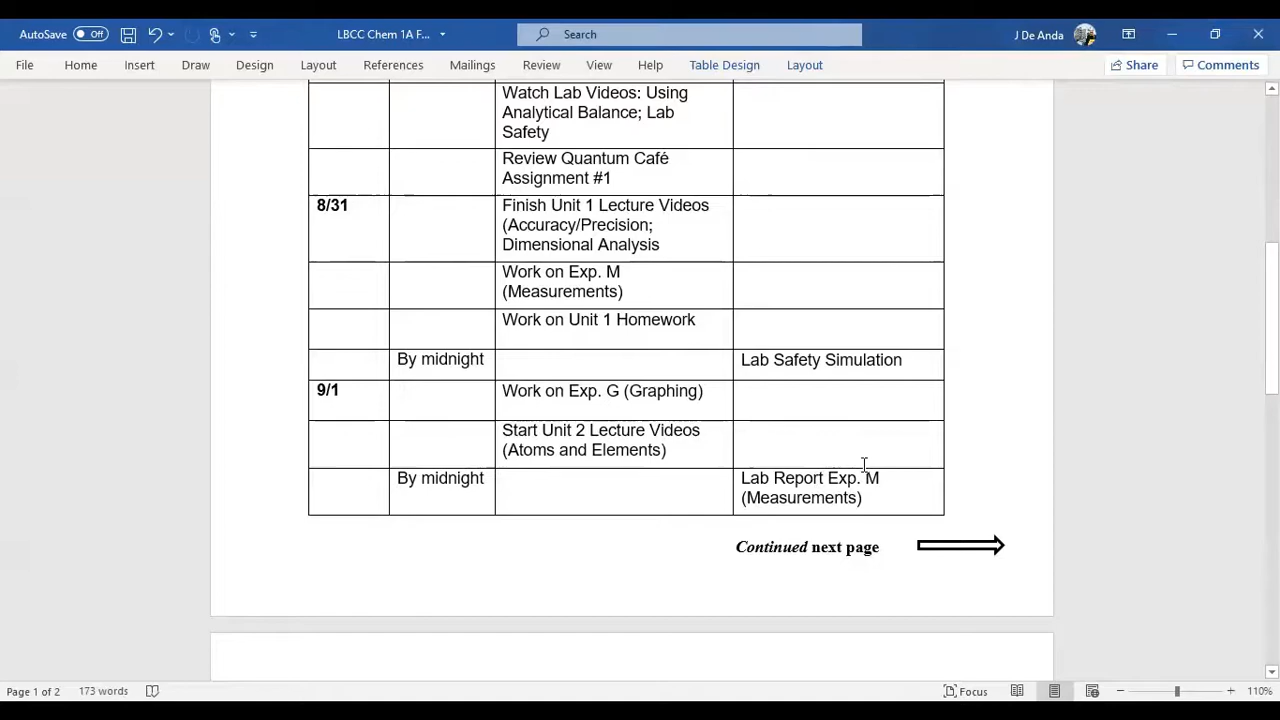 AutoSave Off LBCC Chem 1A F... Search J De Anda
File Home Insert Draw Design Layout References Mailings Review View Help Table Design Layout Share Comments
Watch Lab Videos: Using
Analytical Balance; Lab
Safety
Review Quantum Café
Assignment #1
8/31 Finish Unit 1 Lecture Videos
(Accuracy/Precision;
Dimensional Analysis
Work on Exp. M
(Measurements)
Work on Unit 1 Homework
By midnight Lab Safety Simulation
9/1 Work on Exp. G (Graphing)
Start Unit 2 Lecture Videos
(Atoms and Elements)
By midnight Lab Report Exp. M
(Measurements)
Continued next page
Page 1 of 2 173 words Focus 110%